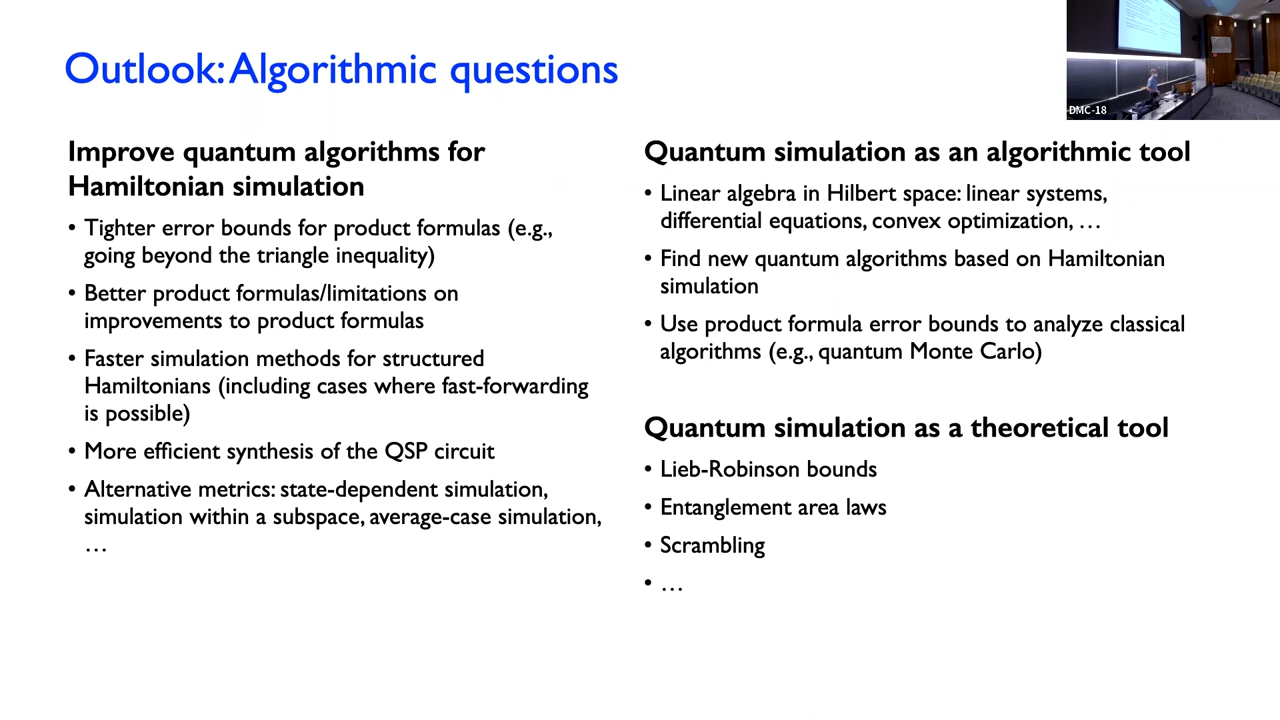 Outlook: Algorithmic questions
DMC-18
Improve quantum algorithms for
Hamiltonian simulation
• Tighter error bounds for product formulas (e.g.,
going beyond the triangle inequality)
• Better product formulas/limitations on
improvements to product formulas
• Faster simulation methods for structured
Hamiltonians (including cases where fast-forwarding
is possible)
• More efficient synthesis of the QSP circuit
• Alternative metrics: state-dependent simulation,
simulation within a subspace, average-case simulation,
…
Quantum simulation as an algorithmic tool
• Linear algebra in Hilbert space: linear systems,
differential equations, convex optimization, …
• Find new quantum algorithms based on Hamiltonian
simulation
• Use product formula error bounds to analyze classical
algorithms (e.g., quantum Monte Carlo)
Quantum simulation as a theoretical tool
• Lieb-Robinson bounds
• Entanglement area laws
• Scrambling
• …